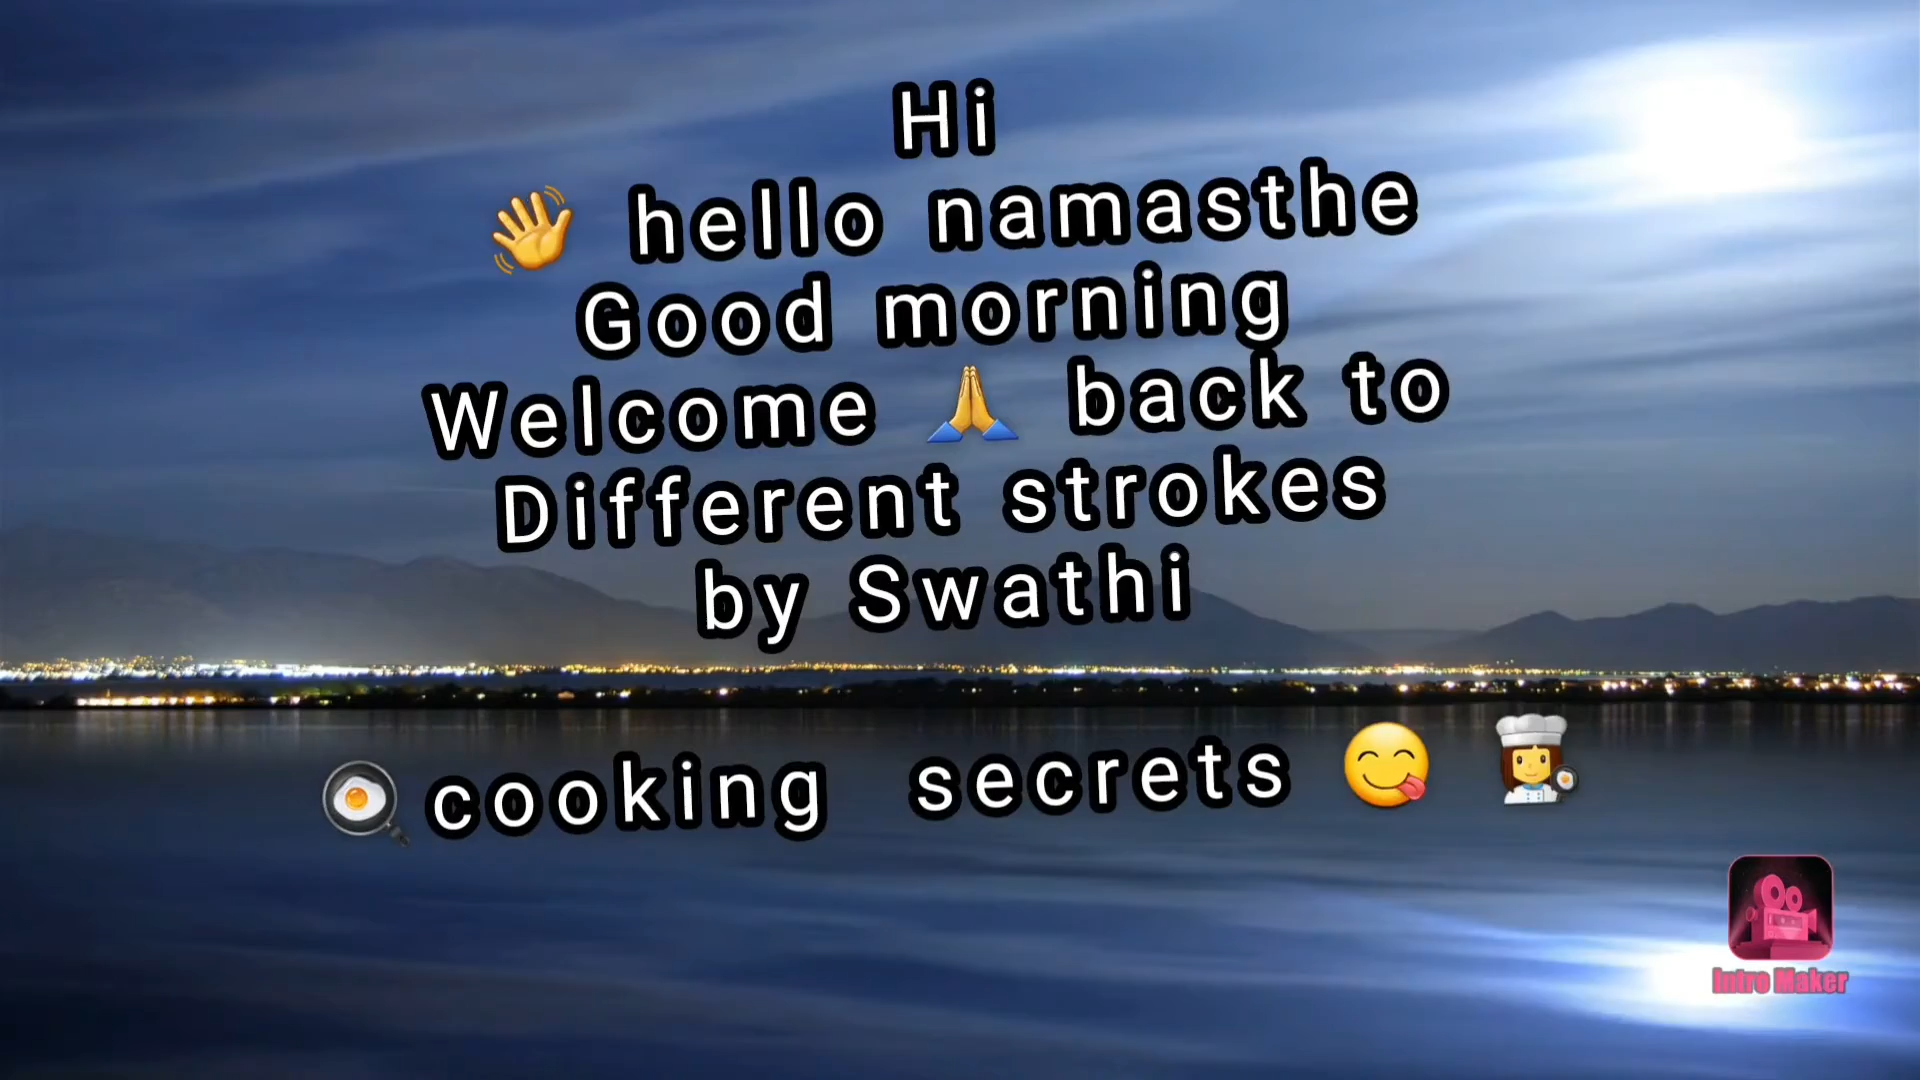 Hi
👋 hello namasthe
Good morning
Welcome 🙏 back to
Different strokes
by Swathi
🍳cooking secrets 😋 👩‍🍳
Intro Maker